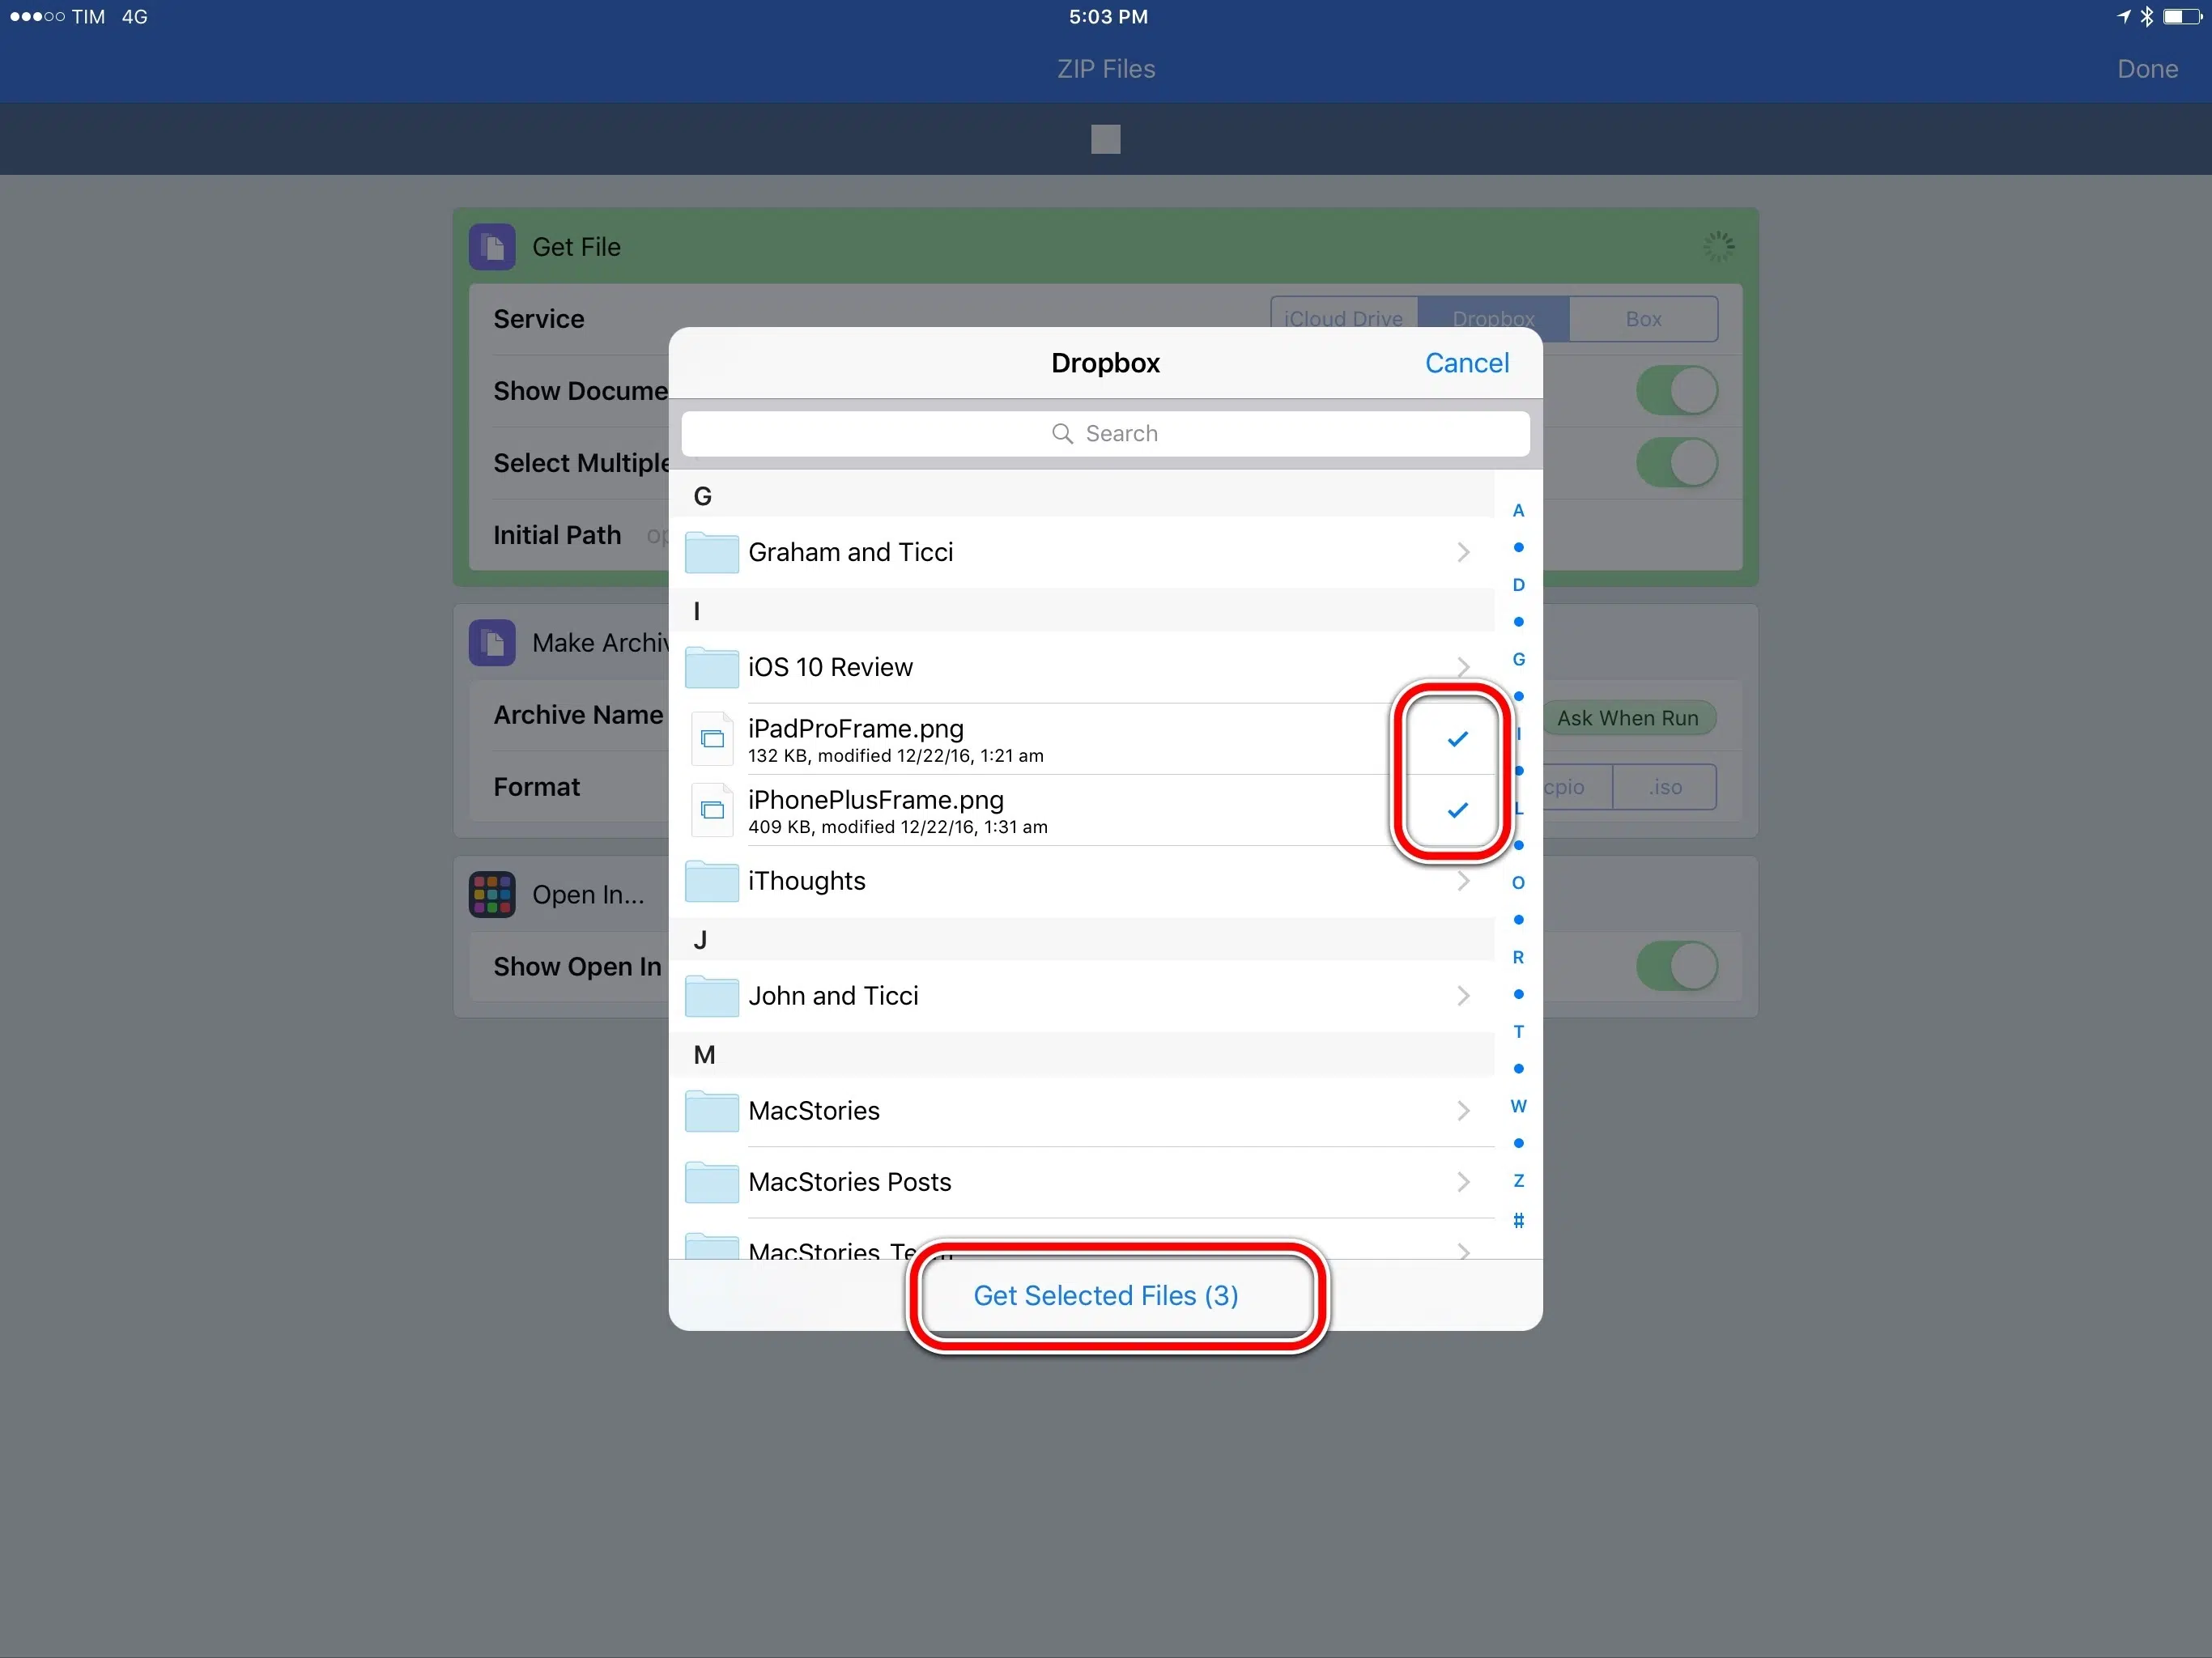 TIM 4G 5:03 PM
ZIP Files Done
Get File
Service iCloud Drive Dropbox Box
Dropbox Cancel
Show Docume
Search
Select Multiple
G
A
Initial Path op
Graham and Ticci
D
I
Make Archiv
iOS 10 Review
G
Archive Name
iPadProFrame.png
132 KB, modified 12/22/16, 1:21 am
I
Ask When Run
Format
iPhonePlusFrame.png
409 KB, modified 12/22/16, 1:31 am
L
cpio .iso
Open In...
iThoughts
O
J
Show Open In
R
John and Ticci
T
M
MacStories
W
MacStories Posts
Z
#
MacStories Team
Get Selected Files (3)